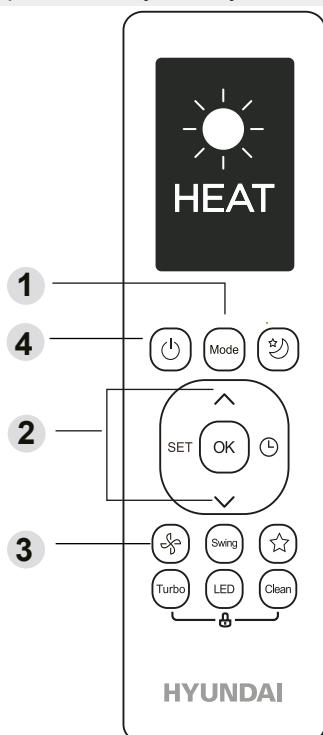 HEAT
1
4
Mode
2
SET OK
3
Swing
Turbo LED Clean
HYUNDAI